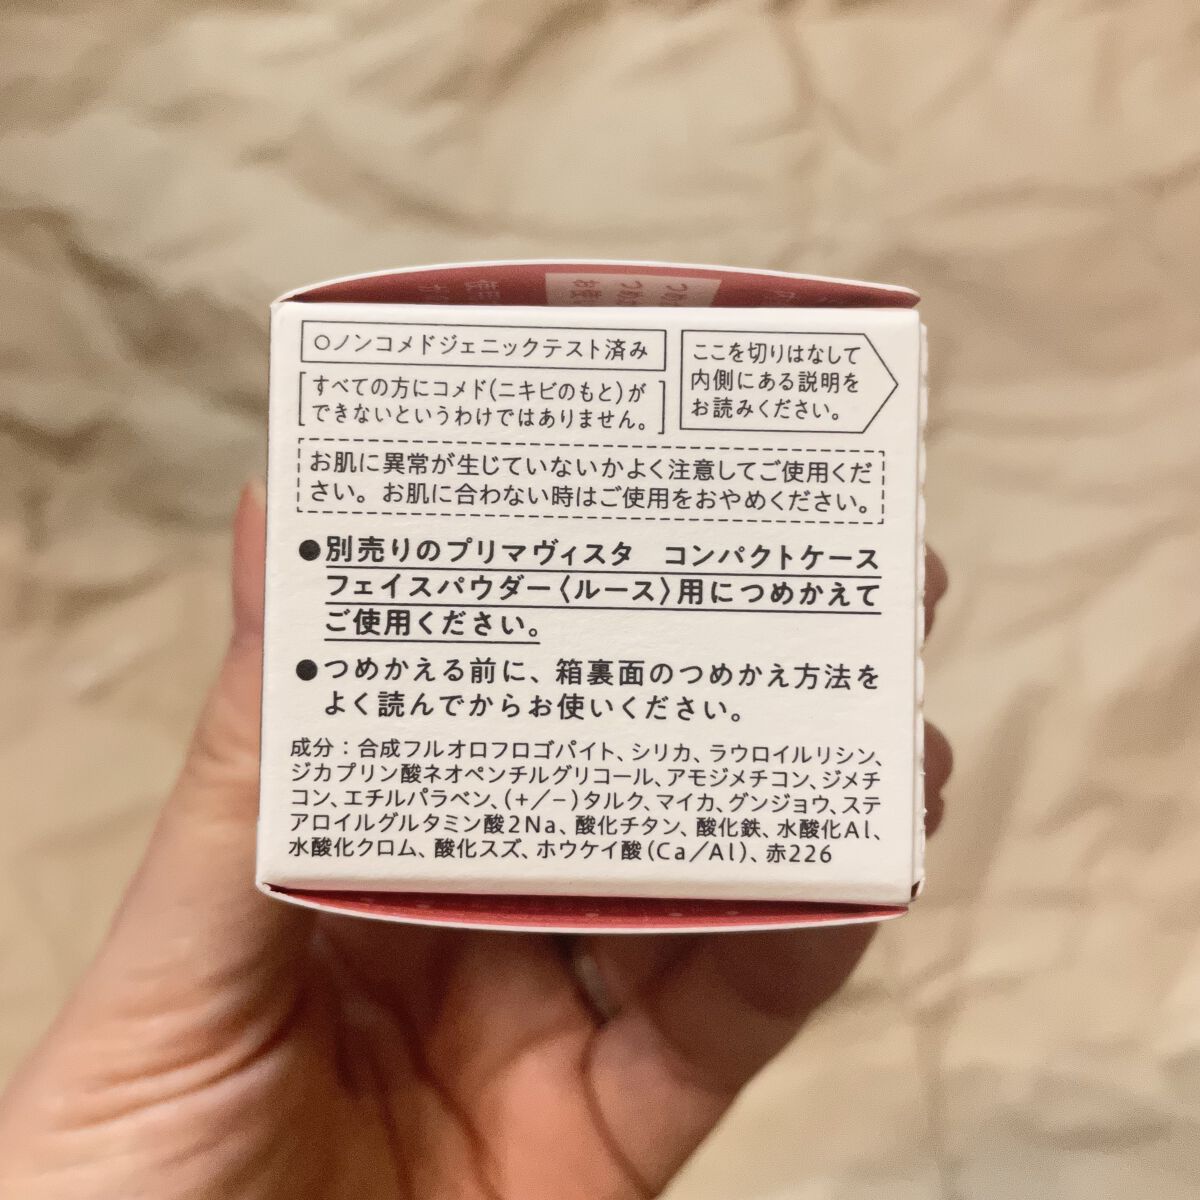 ○ノンコメドジェニックテスト済み
すべての方にコメド(ニキビのもと)が
できないというわけではありません。
ここを切りはなして
内側にある説明を
お読みください。
お肌に異常が生じていないかよく注意してご使用くだ
さい。お肌に合わない時はご使用をおやめください。
●別売りのプリマヴィスタ　コンパクトケース
フェイスパウダー〈ルース〉用につめかえて
ご使用ください。
●つめかえる前に、箱裏面のつめかえ方法を
よく読んでからお使いください。
成分：合成フルオロフロゴパイト、シリカ、ラウロイルリシン、
ジカプリン酸ネオペンチルグリコール、アモジメチコン、ジメチ
コン、エチルパラベン、(+/−)タルク、マイカ、グンジョウ、ステ
アロイルグルタミン酸2Na、酸化チタン、酸化鉄、水酸化Al、
水酸化クロム、酸化スズ、ホウケイ酸(Ca/Al)、赤226